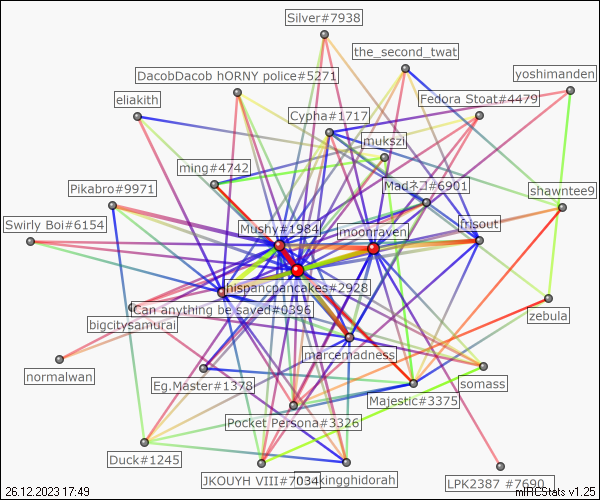 Silver#7938
the_second_twat
DacobDacob hORNY police#5271
yoshimanden
eliakith
Fedora Stoat#4479
Cypha#1717
mukszi
ming#4742
Madネコ#6901
Pikabro#9971
shawntee9
Swirly Boi#6154
Mushy#1984
moonraven
frisout
hispanicpancakes#2928
Can anything be saved#0396
bigcitysamurai
zebula
marcemadness
normalwan
Eg.Master#1378
somass
Majestic#3375
Pocket Persona#3326
Duck#1245
JKOUYH VIII#7034
kingghidorah
LPK2387 #7690
26.12.2023 17:49
mIRCStats v1.25